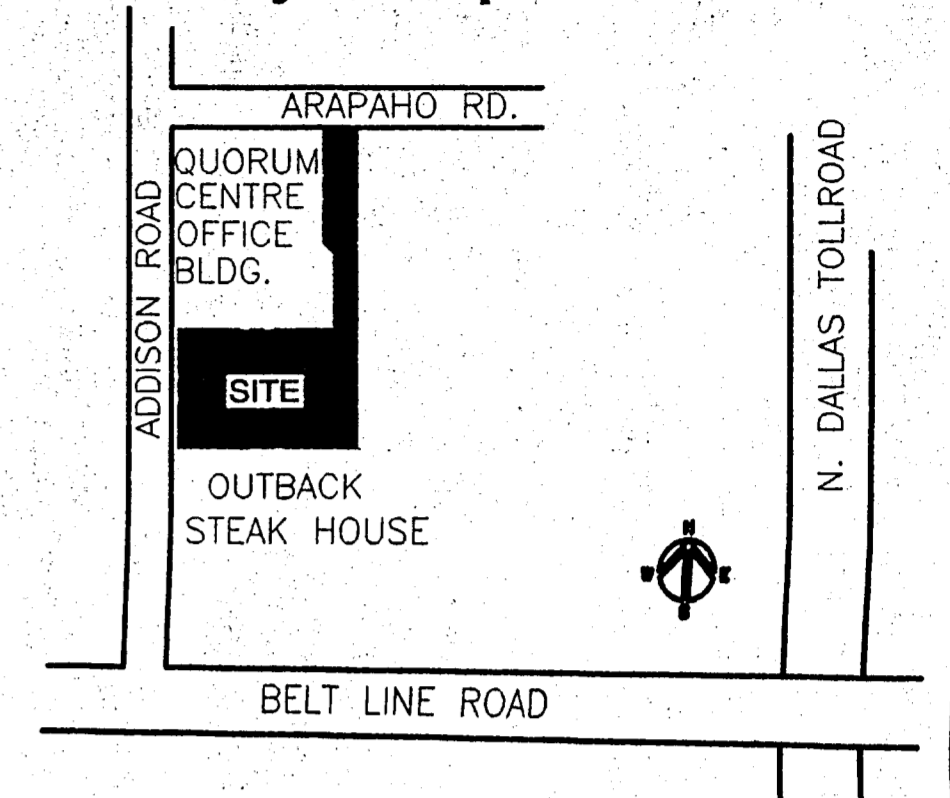 ARAPAHO RD.
QUORUM
CENTRE
OFFICE
BLDG.
ADDISON ROAD
SITE
OUTBACK
STEAK HOUSE
N. DALLAS TOLLROAD
N
W
E
S
BELT LINE ROAD